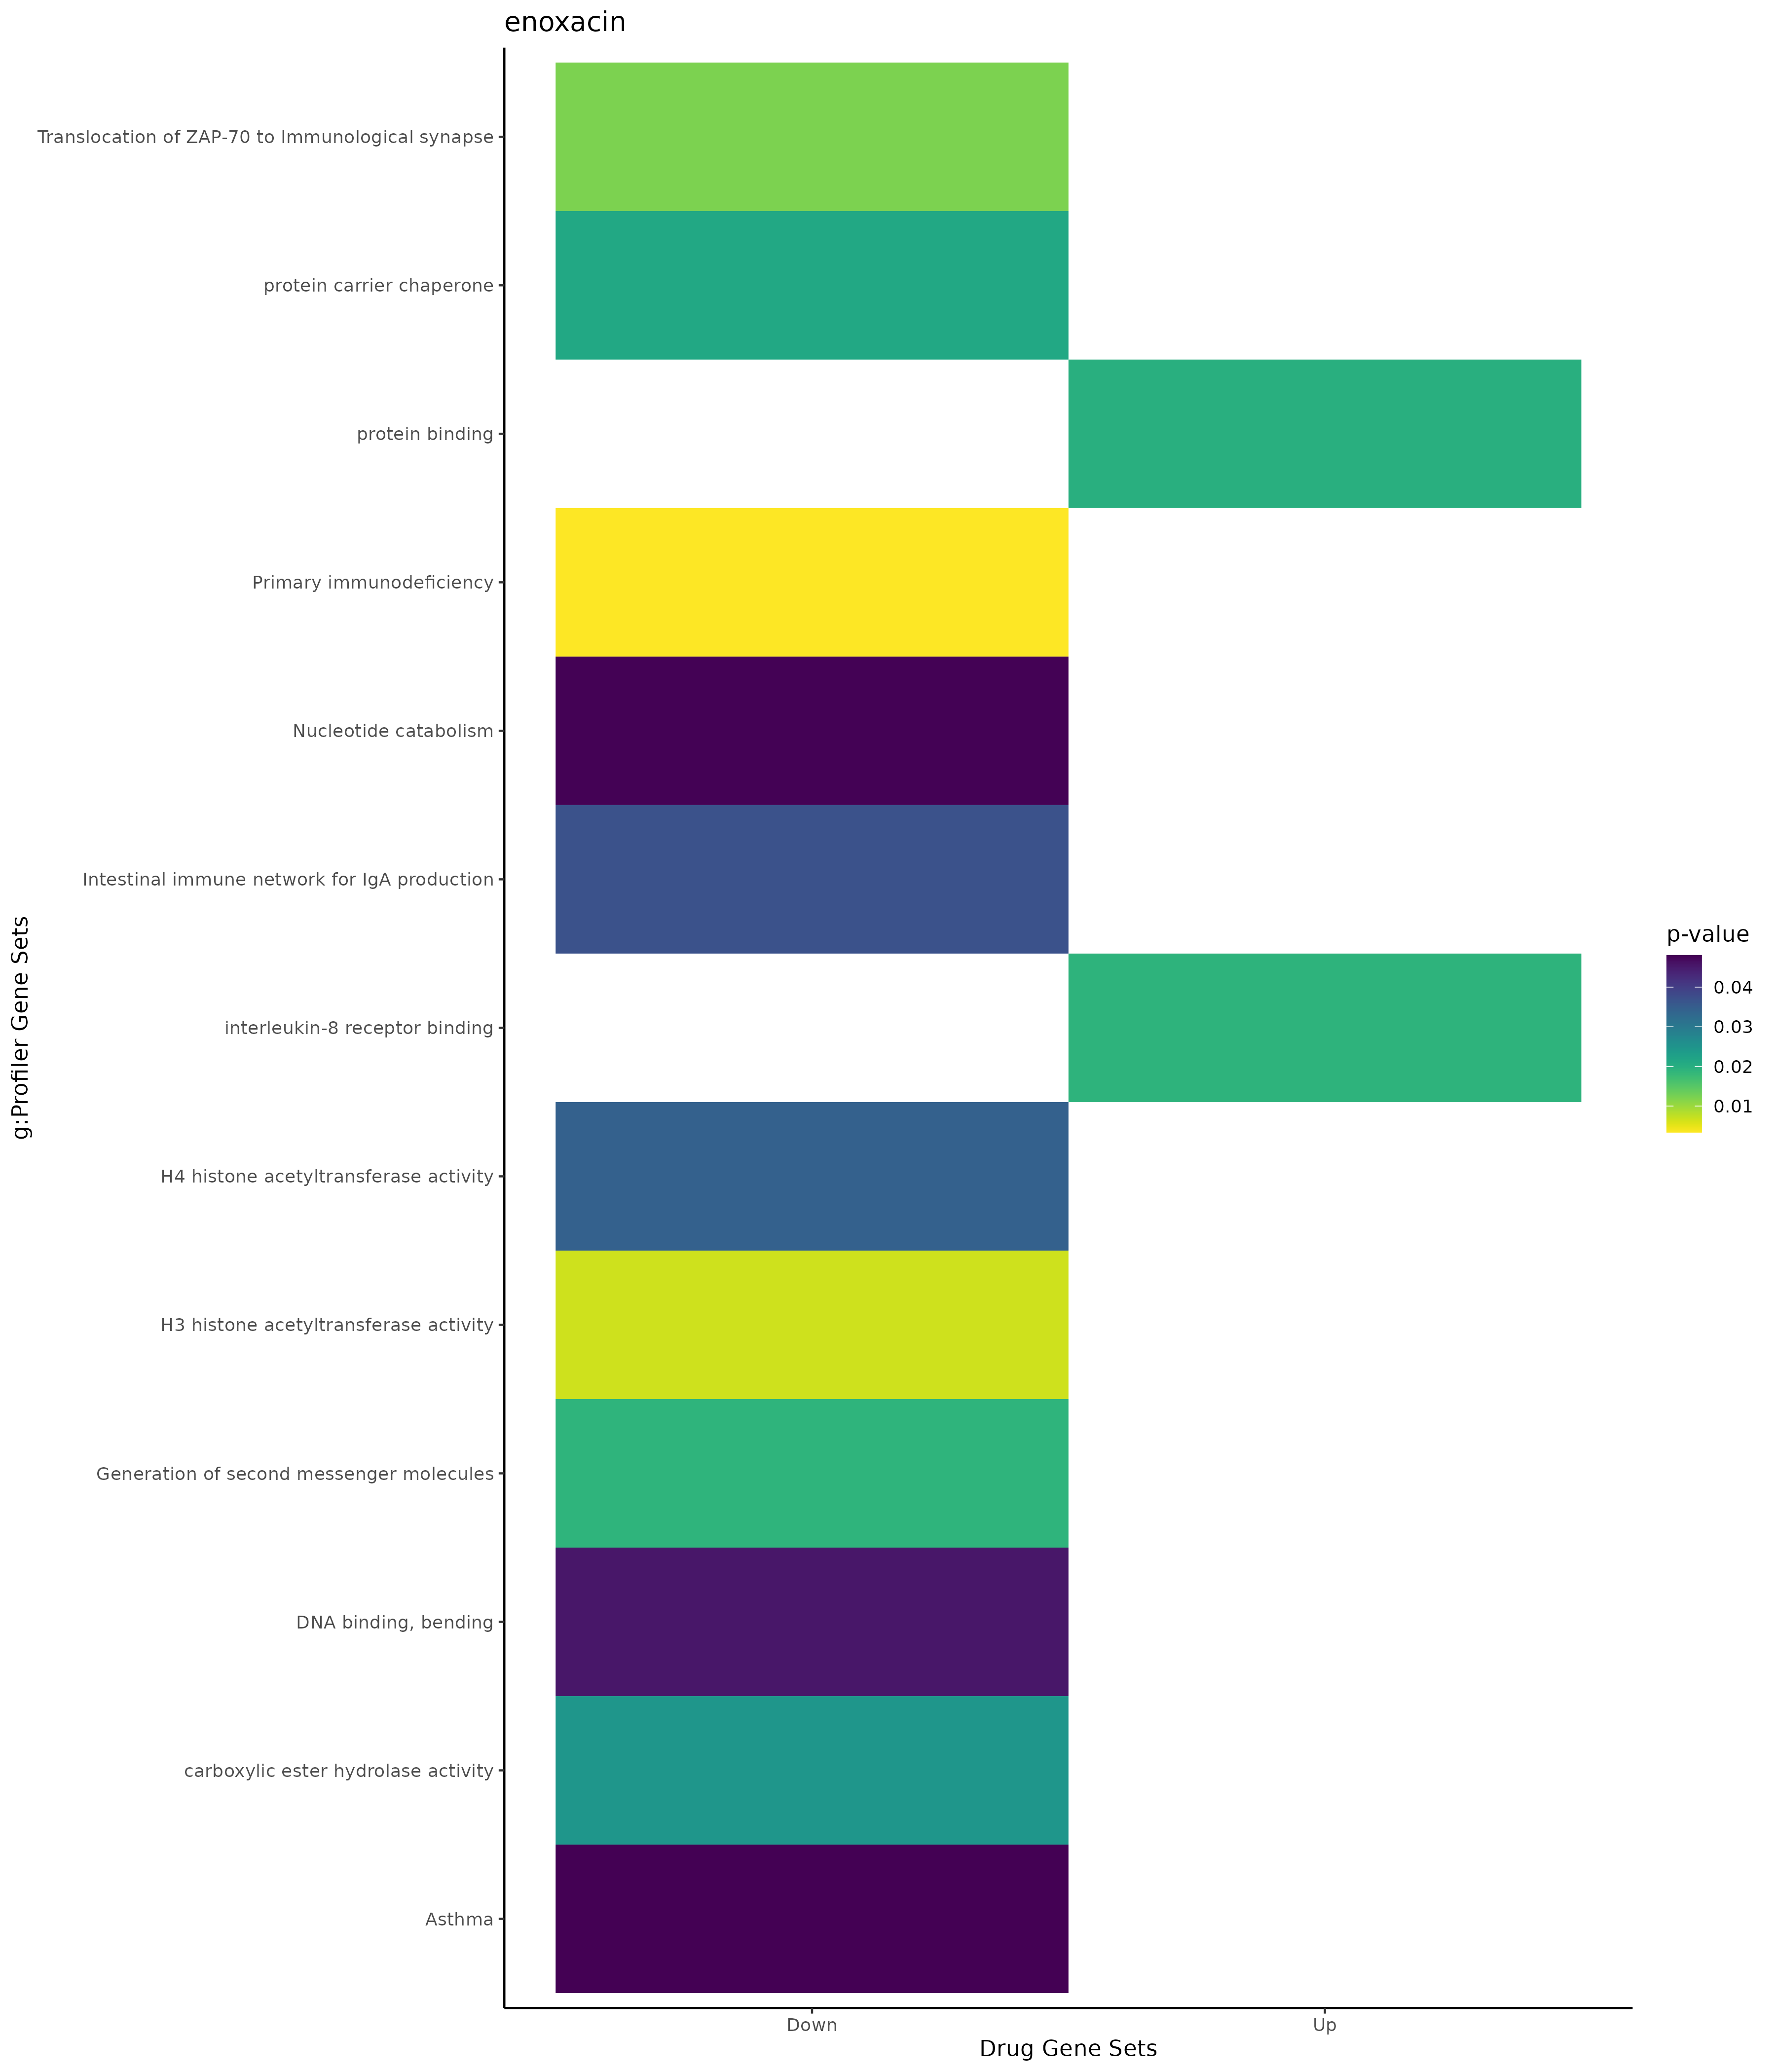 enoxacin
Translocation of ZAP-70 to Immunological synapse
protein carrier chaperone
protein binding
Primary immunodeficiency
Nucleotide catabolism
Intestinal immune network for IgA production
interleukin-8 receptor binding
H4 histone acetyltransferase activity
H3 histone acetyltransferase activity
Generation of second messenger molecules
DNA binding, bending
carboxylic ester hydrolase activity
Asthma
g:Profiler Gene Sets
Down Up
Drug Gene Sets
p-value
0.04
0.03
0.02
0.01